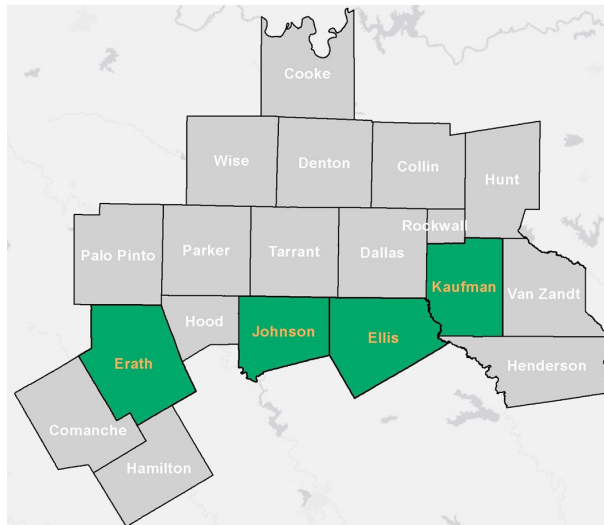 Cooke
Wise
Denton
Collin
Hunt
Rockwall
Palo Pinto
Parker
Tarrant
Dallas
Kaufman
Van Zandt
Hood
Johnson
Ellis
Erath
Henderson
Comanche
Hamilton